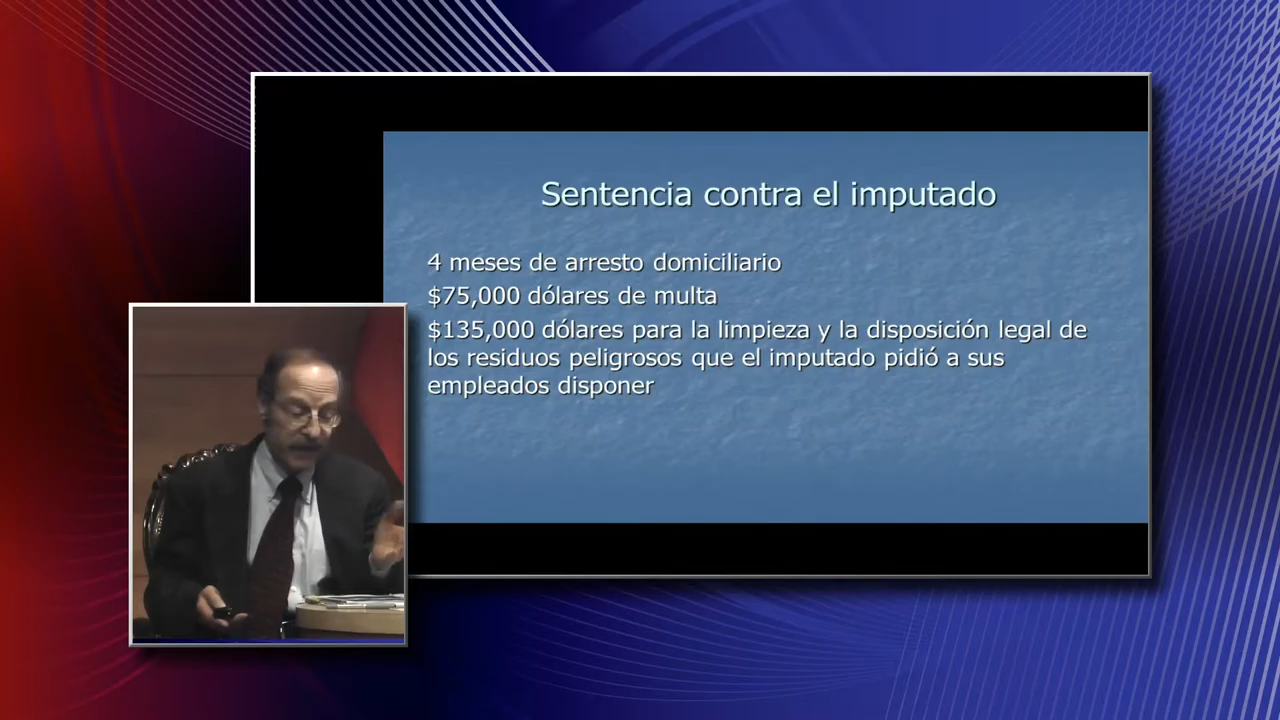 Sentencia contra el imputado
4 meses de arresto domiciliario
$75,000 dólares de multa
$135,000 dólares para la limpieza y la disposición legal de
los residuos peligrosos que el imputado pidió a sus
empleados disponer